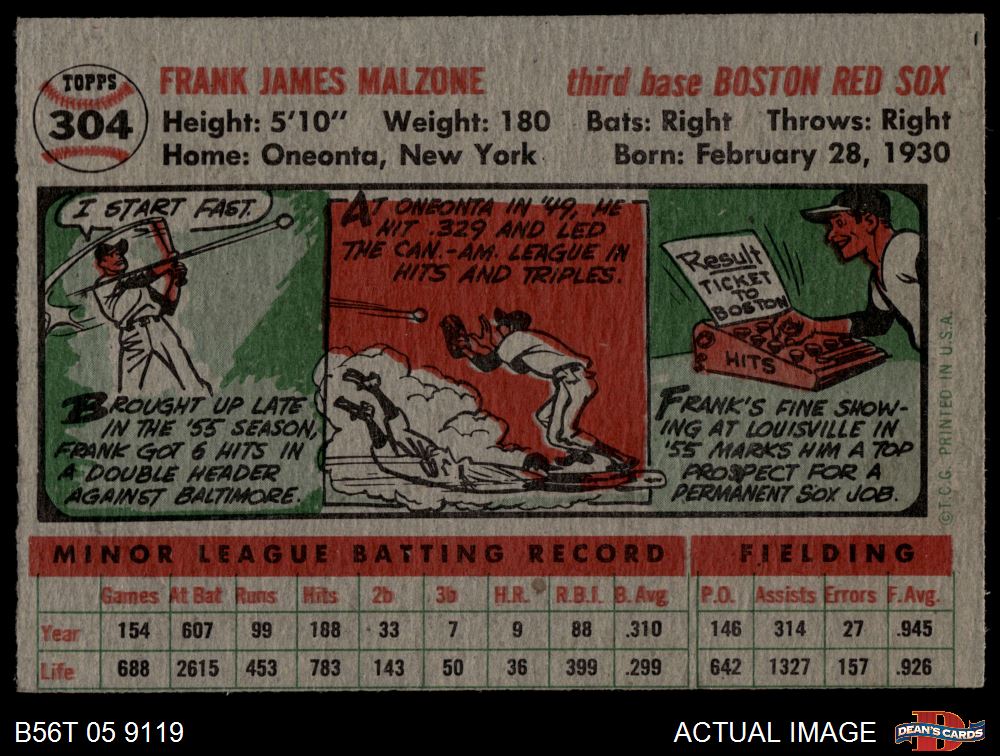 TOPPS
304
FRANK JAMES MALZONE third base BOSTON RED SOX
Height: 5'10" Weight: 180 Bats: Right Throws: Right
Home: Oneonta, New York Born: February 28, 1930
I START FAST.
BROUGHT UP LATE
IN THE '55 SEASON,
FRANK GOT 6 HITS IN
A DOUBLE HEADER
AGAINST BALTIMORE.
AT ONEONTA IN '49, HE
HIT .329 AND LED
THE CAN.-AM. LEAGUE IN
HITS AND TRIPLES.
Result
TICKET
TO
BOSTON
HITS
FRANK'S FINE SHOW-
ING AT LOUISVILLE IN
'55 MARKS HIM A TOP
PROSPECT FOR A
PERMANENT SOX JOB.
©T.C.G. PRINTED IN U.S.A.
MINOR LEAGUE BATTING RECORD FIELDING
Games At Bat Runs Hits 2b 3b H.R. R.B.I. B. Avg. P.O. Assists Errors F. Avg.
Year 154 607 99 188 33 7 9 88 .310 146 314 27 .945
Life 688 2615 453 783 143 50 36 399 .299 642 1327 157 .926
B56T 05 9119 ACTUAL IMAGE
DEAN'S CARDS